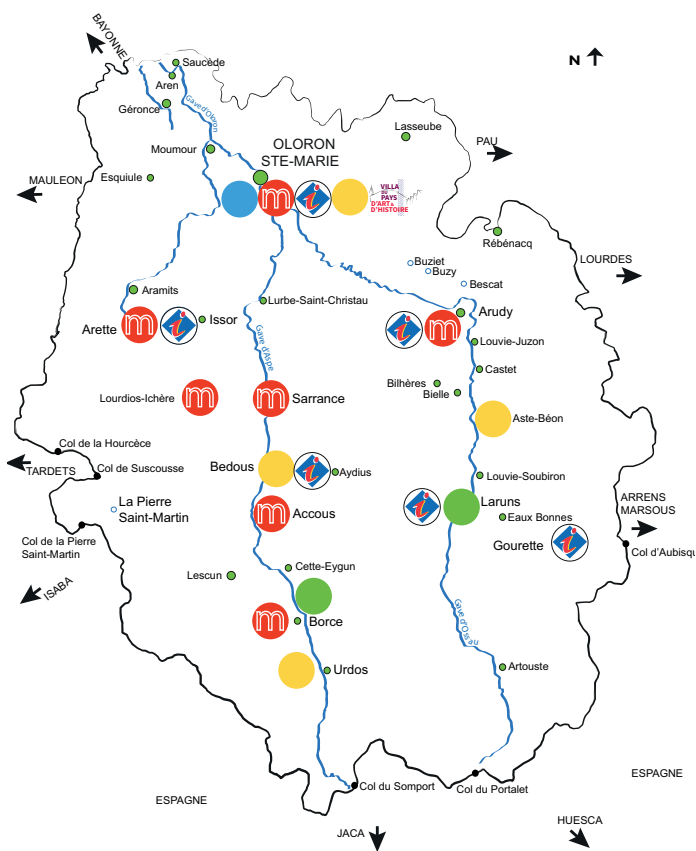 BAYONNE
Saucède
N
Aren
Géronce
Gave d'Oloron
Lasseube
Moumour
OLORON
STE-MARIE
PAU
MAULEON
Esquiule
m
i
VILLA
DU
PAYS
D'ART &
D'HISTOIRE
Rébénacq
LOURDES
Buziet
Buzy
Bescat
Aramits
Lurbe-Saint-Christau
Arudy
Arette
m
i
Issor
i
m
Louvie-Juzon
Gave d'Aspe
Castet
Bilhères
Bielle
Lourdios-Ichère
m
m
Sarrance
Aste-Béon
Col de la Hourcèce
TARDETS
Col de Suscousse
Bedous
i
Aydius
Louvie-Soubiron
La Pierre
Saint-Martin
m
Accous
i
Laruns
Eaux Bonnes
ARRENS
MARSOUS
Col de la Pierre
Saint-Martin
Gourette
i
Col d'Aubisq
ISABA
Lescun
Cette-Eygun
m
Borce
Gave d'Ossau
Urdos
Artouste
Col du Somport
Col du Portalet
ESPAGNE
ESPAGNE
JACA
HUESCA